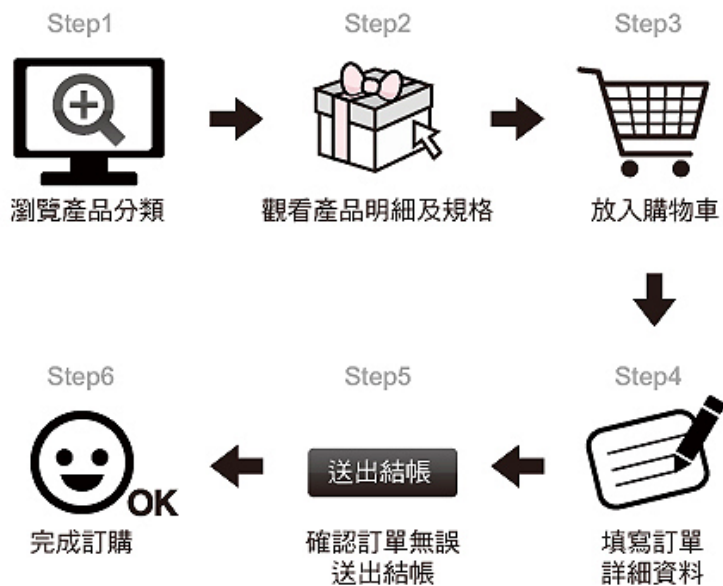 Step1
瀏覽產品分類
Step2
觀看產品明細及規格
Step3
放入購物車
Step4
填寫訂單
詳細資料
Step5
送出結帳
確認訂單無誤
送出結帳
Step6
OK
完成訂購